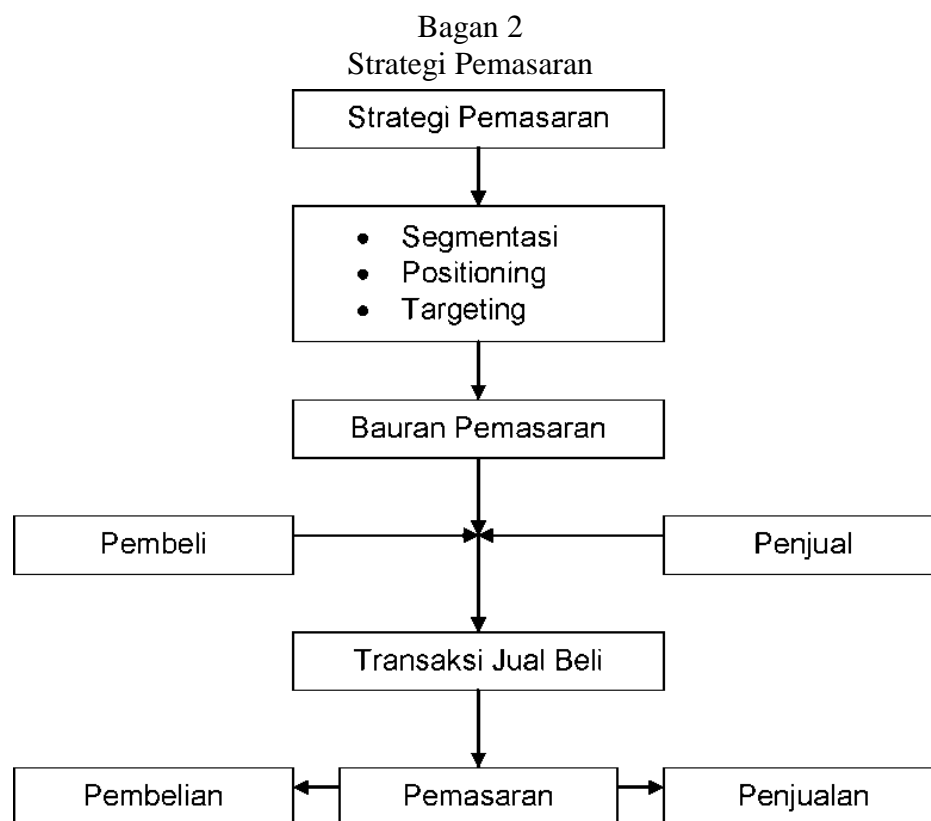 Bagan 2
Strategi Pemasaran
Strategi Pemasaran
• Segmentasi
• Positioning
• Targeting
Bauran Pemasaran
Pembeli
Penjual
Transaksi Jual Beli
Pembelian
Pemasaran
Penjualan